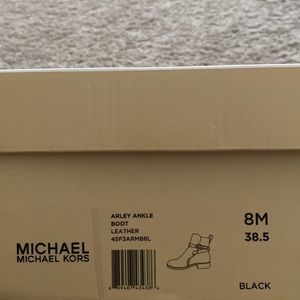 ARLEY ANKLE
BOOT
LEATHER
45F3ARMB6L
8M
38.5
MICHAEL
MICHAEL KORS
BLACK